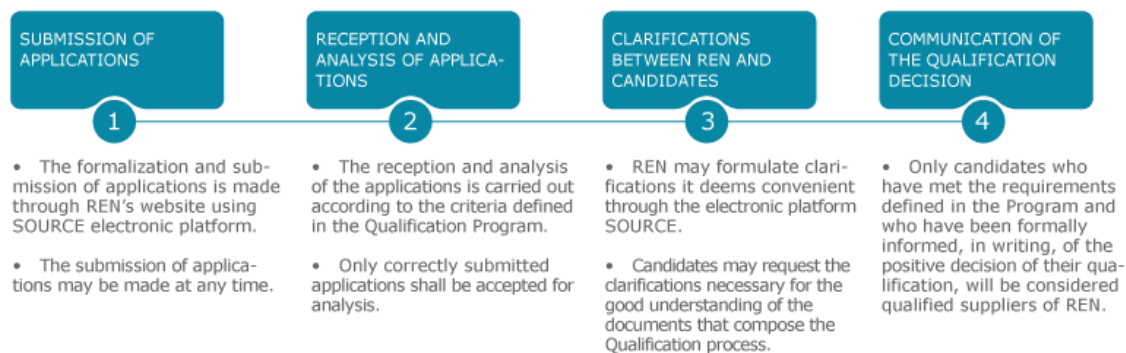 SUBMISSION OF
APPLICATIONS
1
• The formalization and sub-
mission of applications is made
through REN's website using
SOURCE electronic platform.
• The submission of applica-
tions may be made at any time.
RECEPTION AND
ANALYSIS OF APPLICA-
TIONS
2
• The reception and analysis
of the applications is carried out
according to the criteria defined
in the Qualification Program.
• Only correctly submitted
applications shall be accepted for
analysis.
CLARIFICATIONS
BETWEEN REN AND
CANDIDATES
3
• REN may formulate clari-
fications it deems convenient
through the electronic platform
SOURCE.
• Candidates may request the
clarifications necessary for the
good understanding of the
documents that compose the
Qualification process.
COMMUNICATION OF
THE QUALIFICATION
DECISION
4
• Only candidates who
have met the requirements
defined in the Program and
who have been formally
informed, in writing, of the
positive decision of their qua-
lification, will be considered
qualified suppliers of REN.